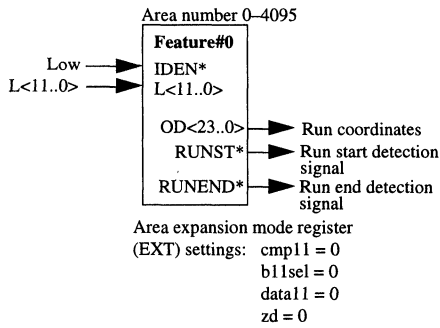 Area number 0–4095
Feature#0
Low
IDEN*
L<11..0>
L<11..0>
OD<23..0>
Run coordinates
RUNST*
Run start detection
signal
RUNEND*
Run end detection
signal
Area expansion mode register
(EXT) settings: cmp11 = 0
b11sel = 0
data11 = 0
zd = 0